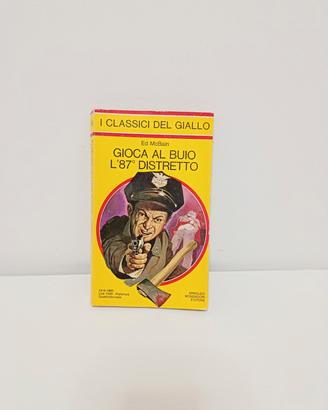 I CLASSICI DEL GIALLO
Ed McBain
GIOCA AL BUIO
L'87° DISTRETTO
ARNOLDO
MONDADORI
EDITORE